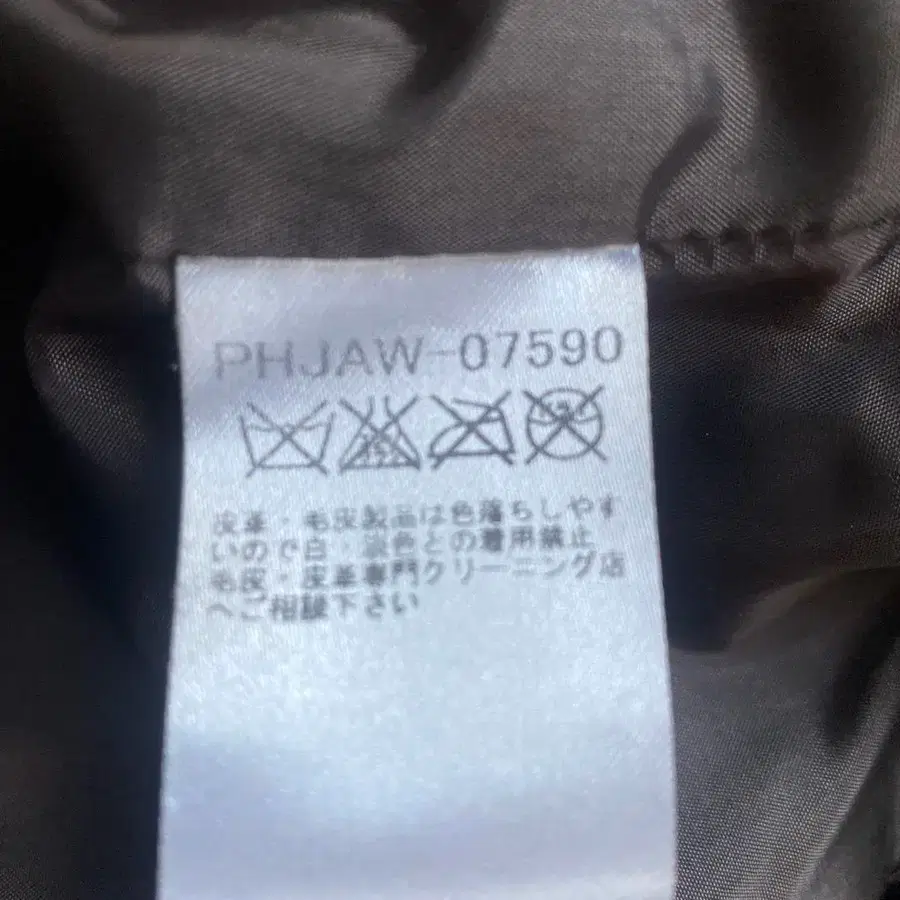 PHJAW-07590
皮革・毛皮製品は色落ちしやす
いので白・淡色との着用禁止
毛皮・皮革専門クリーニング店
へご相談下さい